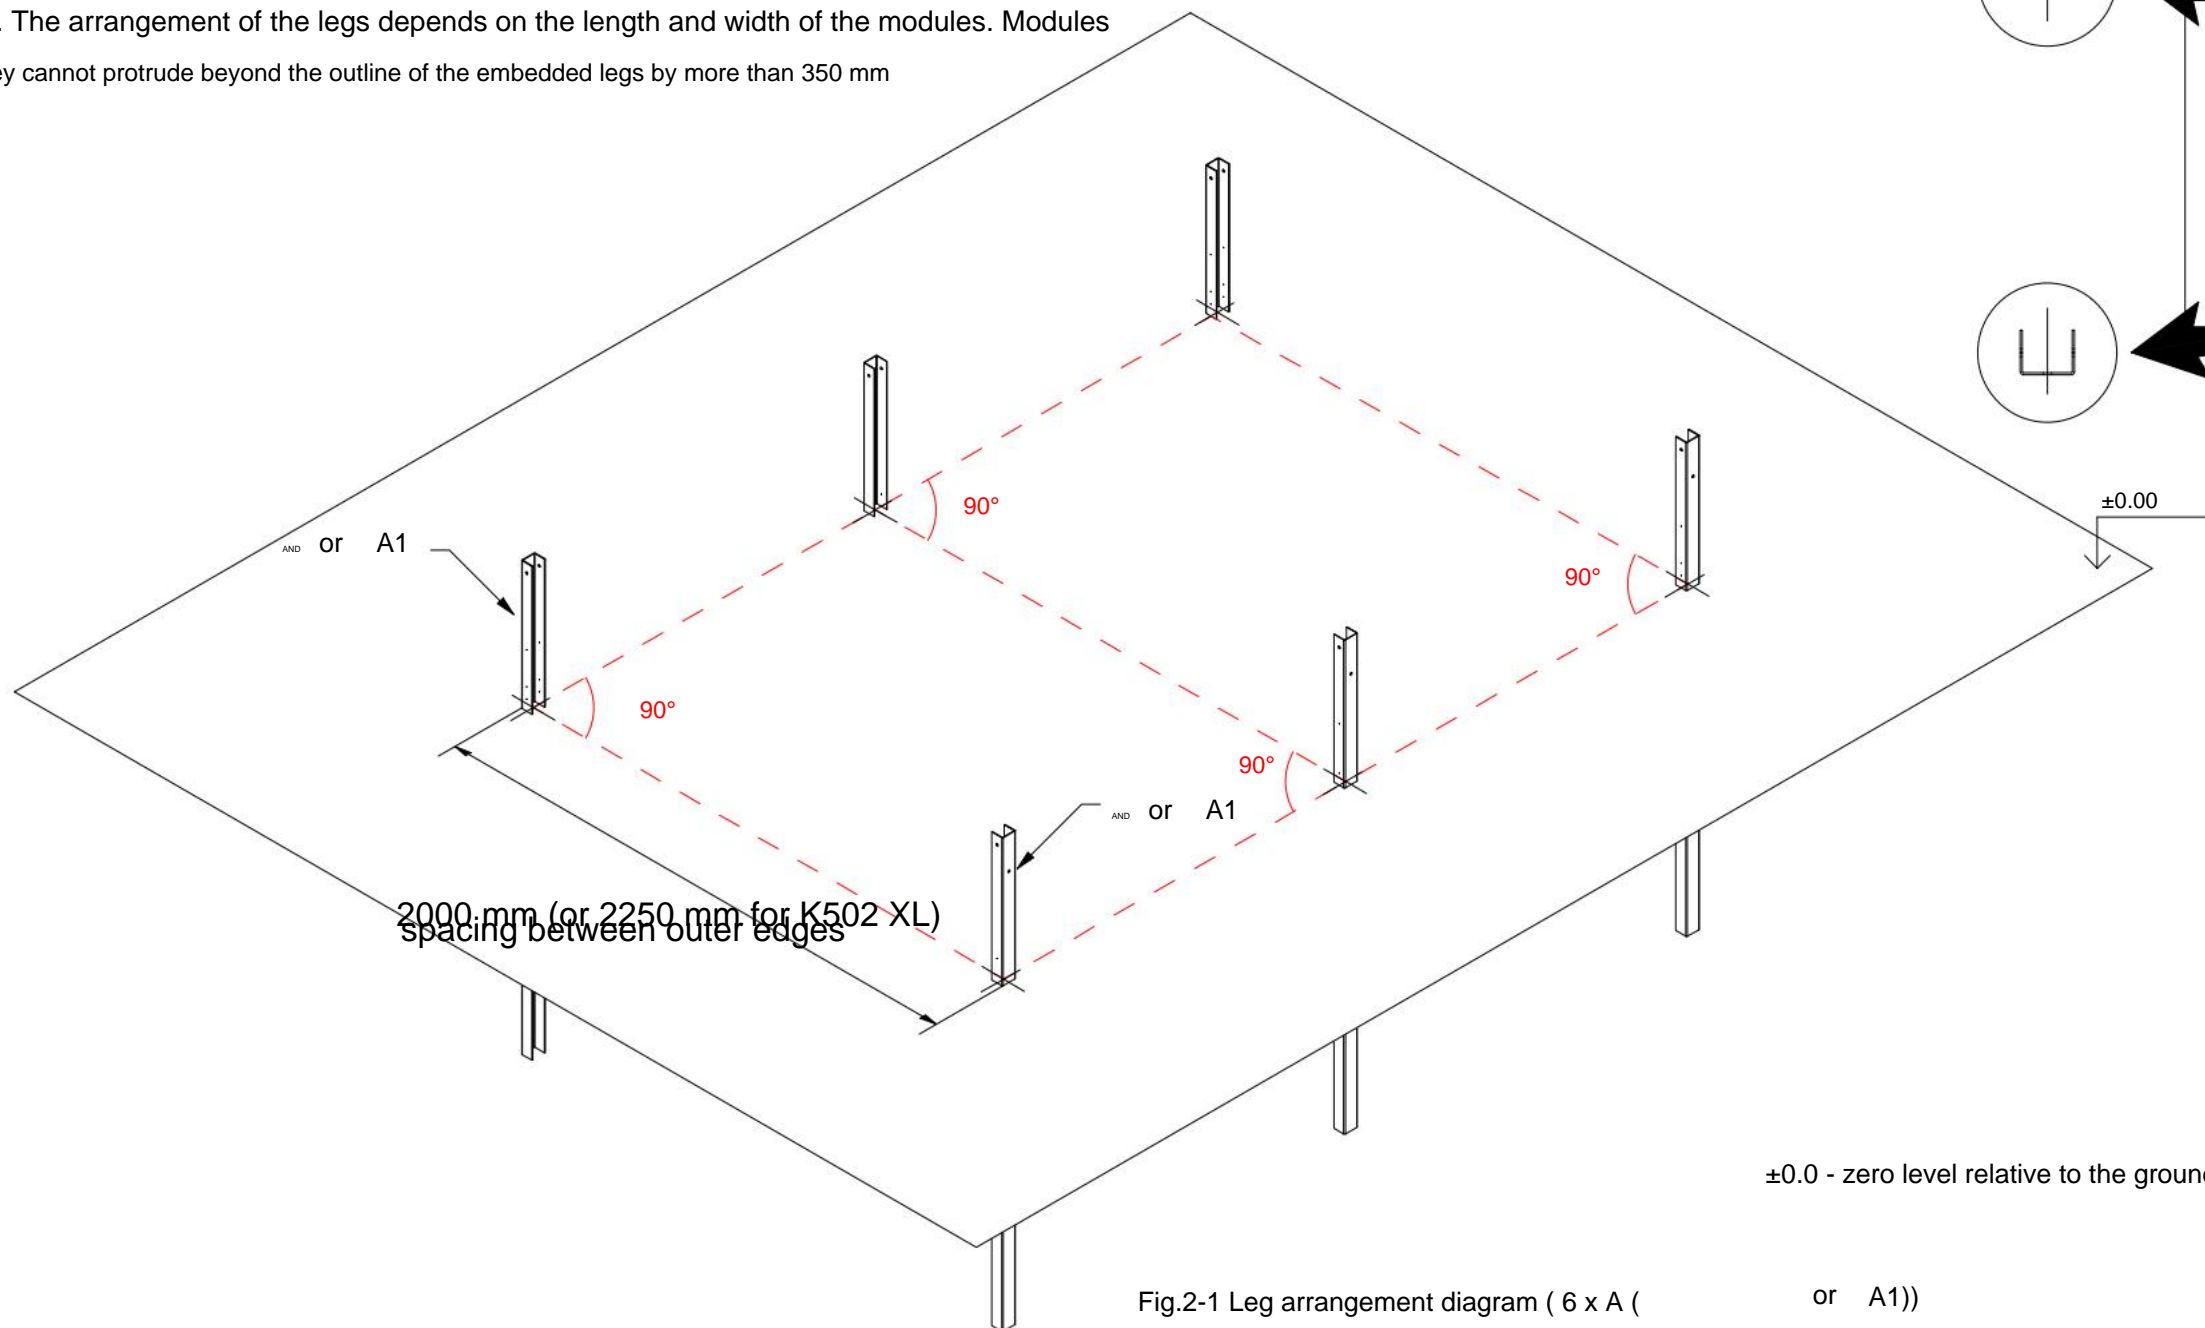 . The arrangement of the legs depends on the length and width of the modules. Modules
ey cannot protrude beyond the outline of the embedded legs by more than 350 mm
±0.00
90°
AND or A1
90°
90°
90°
AND or A1
2000 mm (or 2250 mm for K502 XL)
spacing between outer edges
±0.0 - zero level relative to the ground
Fig.2-1 Leg arrangement diagram ( 6 x A ( or A1))